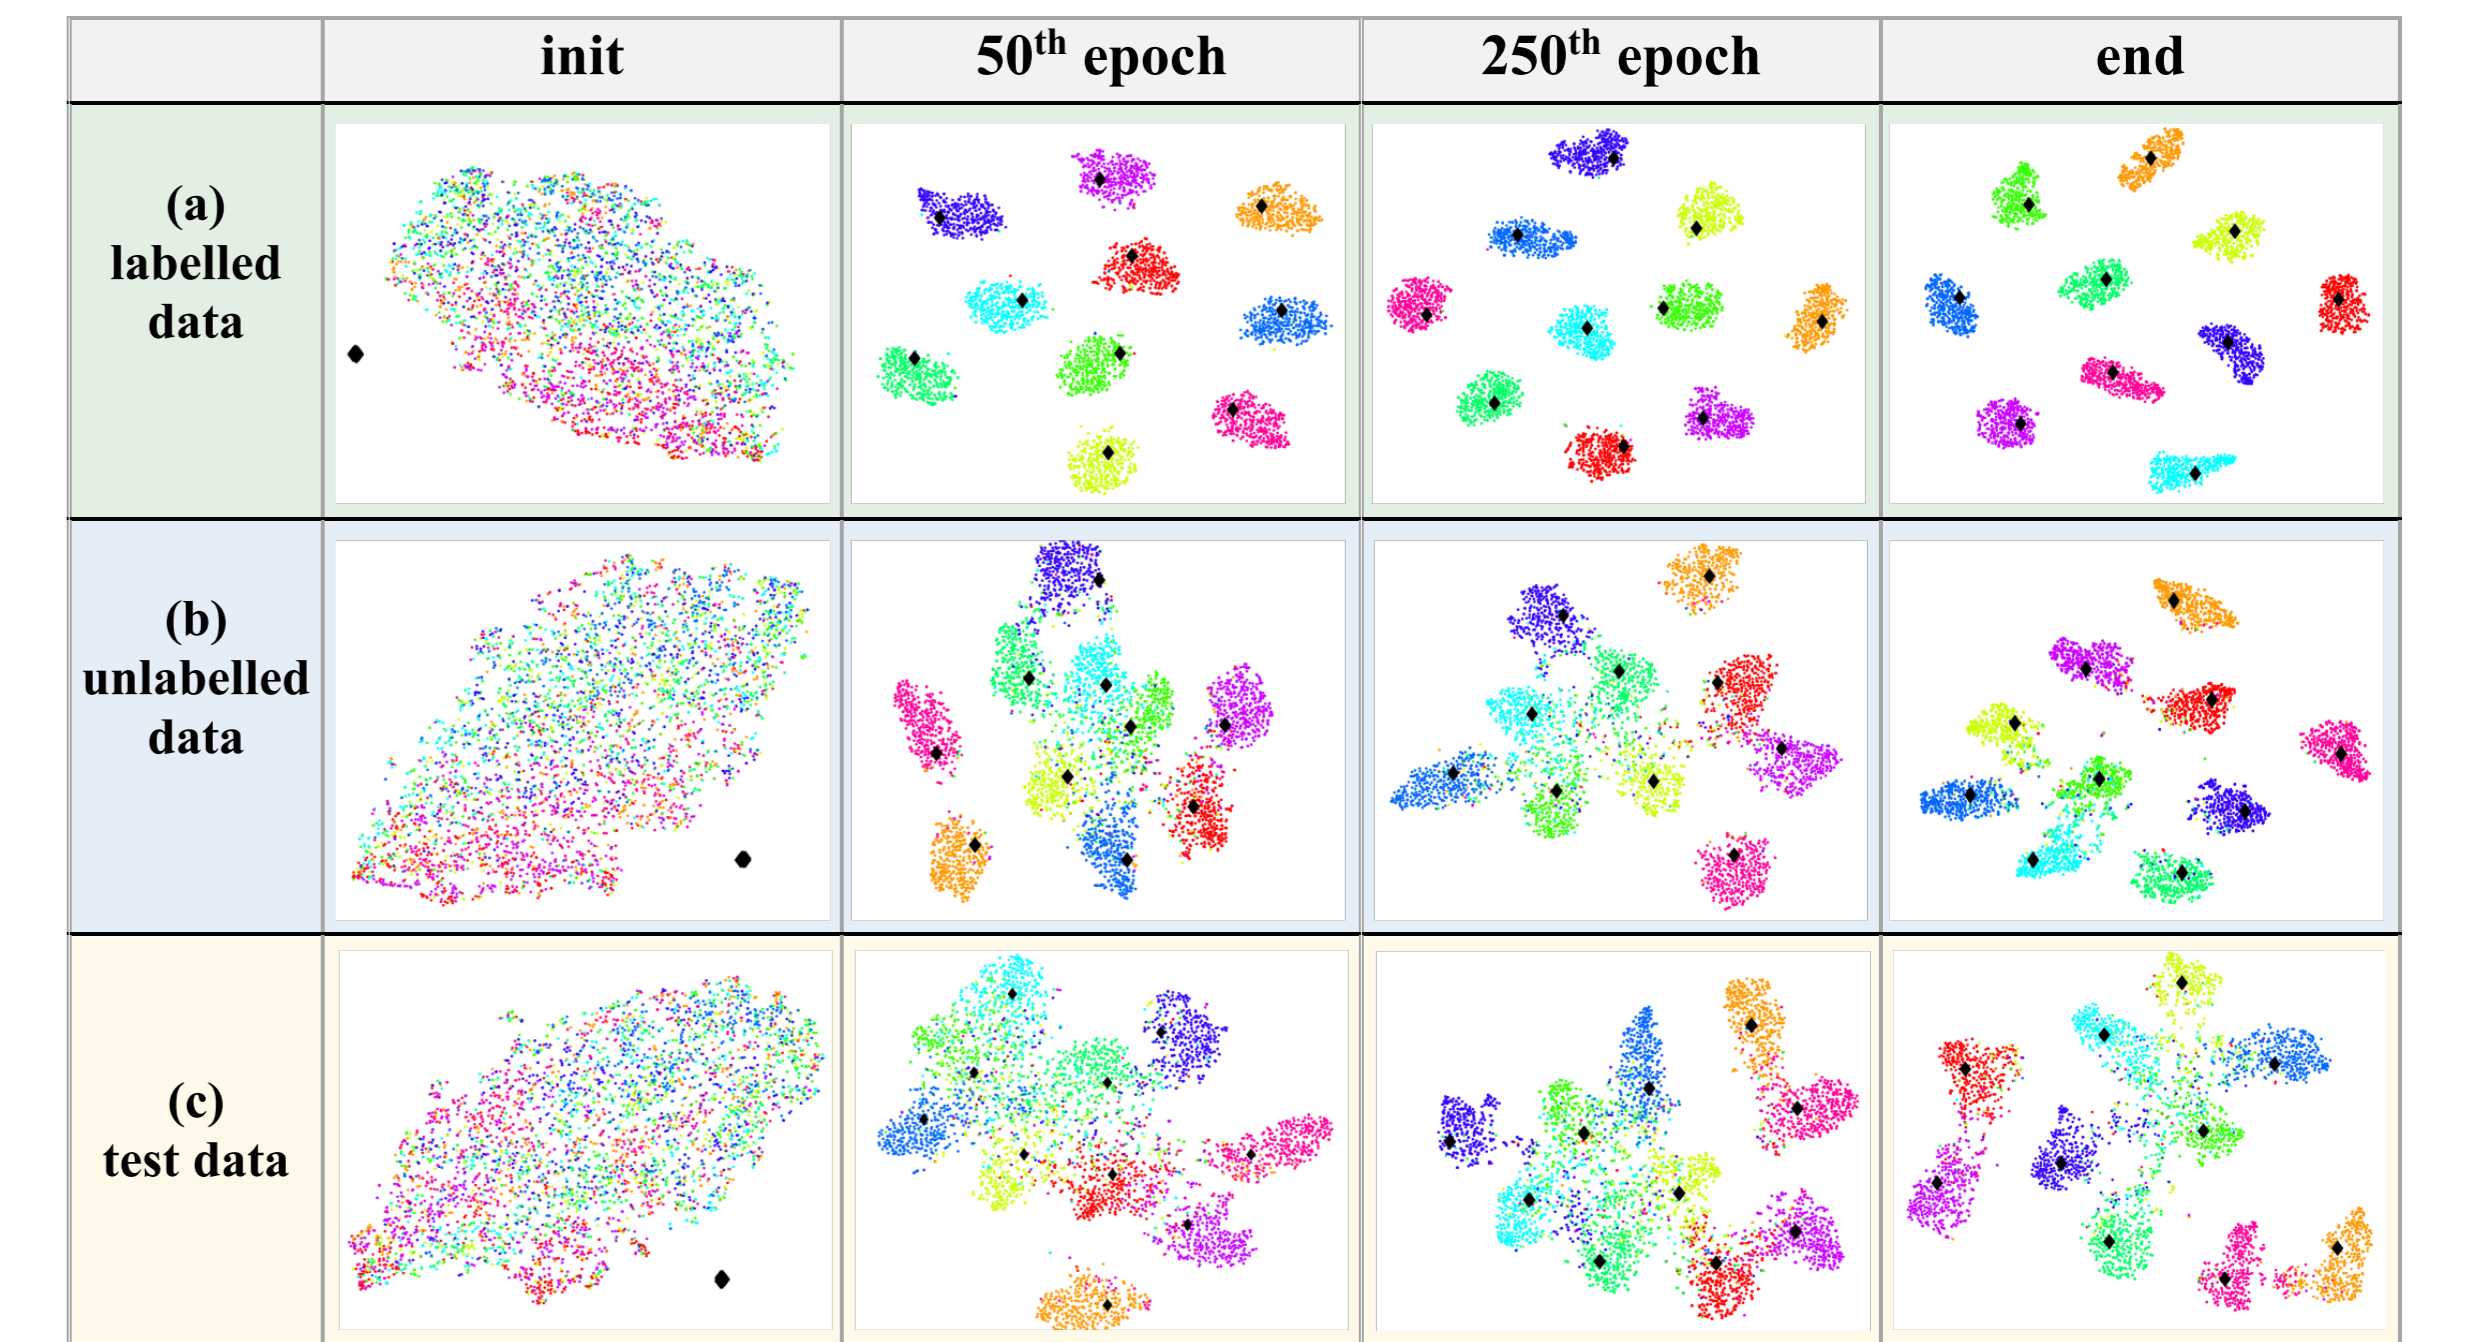 init
50th epoch
250th epoch
end
(a)
labelled
data
(b)
unlabelled
data
(c)
test data